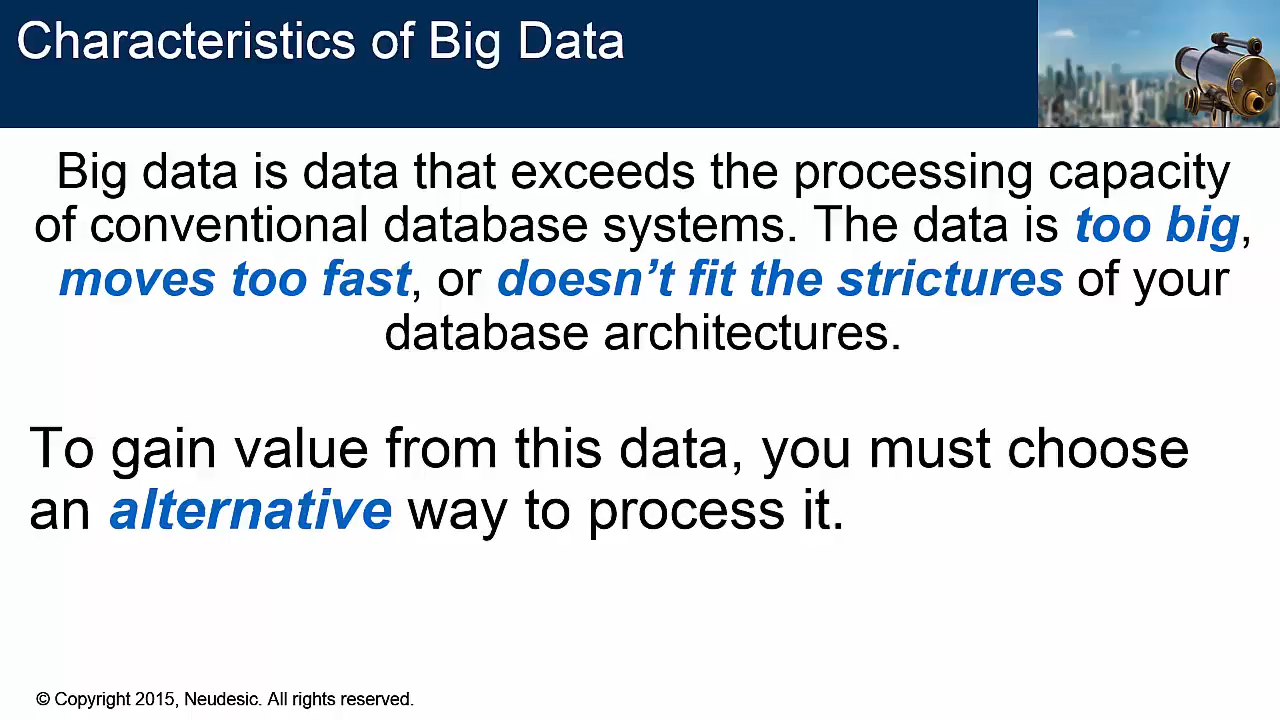 Characteristics of Big Data
Big data is data that exceeds the processing capacity
of conventional database systems. The data is too big,
moves too fast, or doesn’t fit the strictures of your
database architectures.
To gain value from this data, you must choose
an alternative way to process it.
© Copyright 2015, Neudesic. All rights reserved.